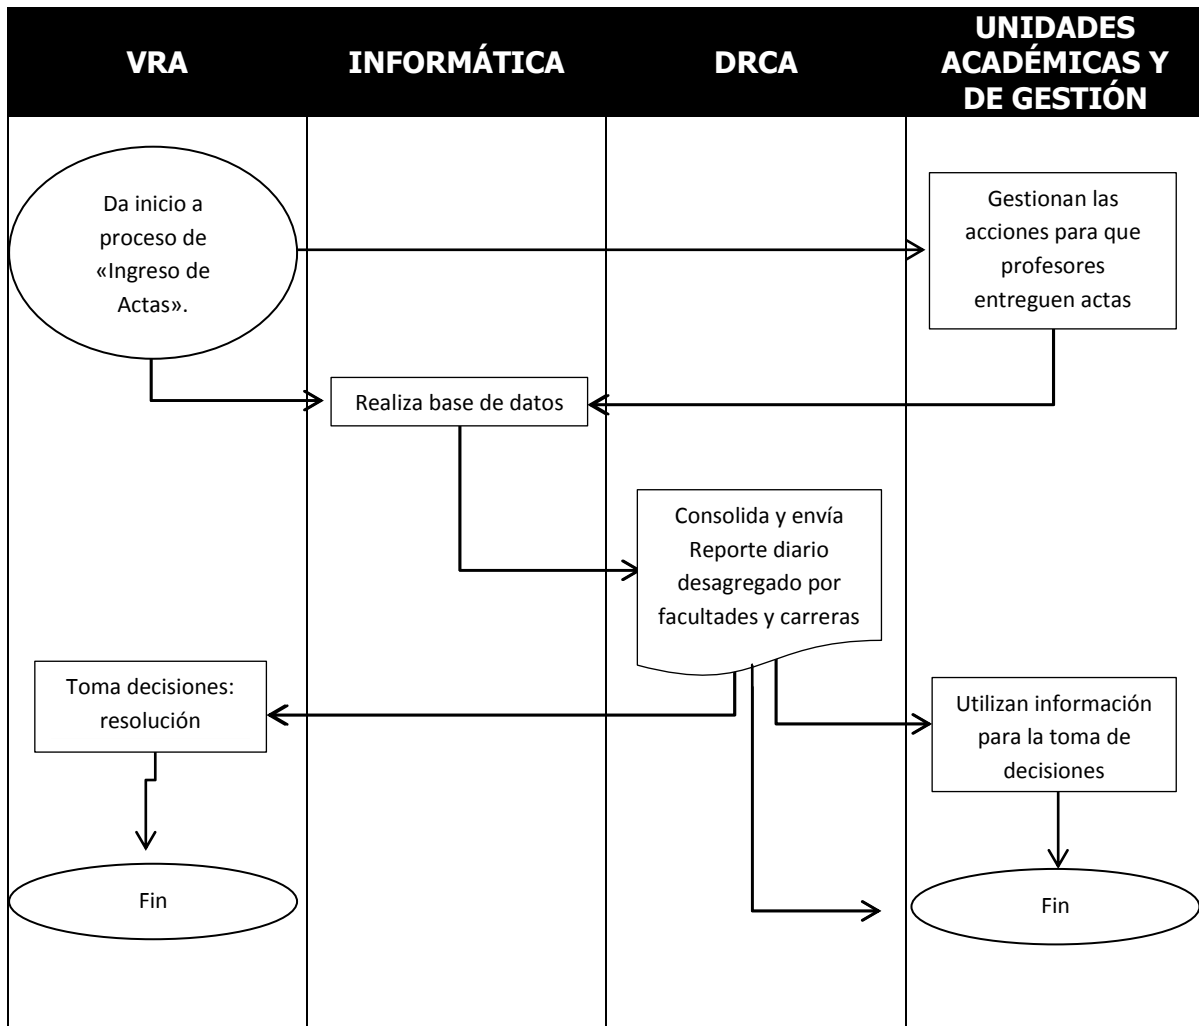 VRA
INFORMÁTICA
DRCA
UNIDADES
ACADÉMICAS Y
DE GESTIÓN
Da inicio a
proceso de
«Ingreso de
Actas».
Gestionan las
acciones para que
profesores
entreguen actas
Realiza base de datos
Consolida y envía
Reporte diario
desagregado por
facultades y carreras
Toma decisiones:
resolución
Utilizan información
para la toma de
decisiones
Fin
Fin